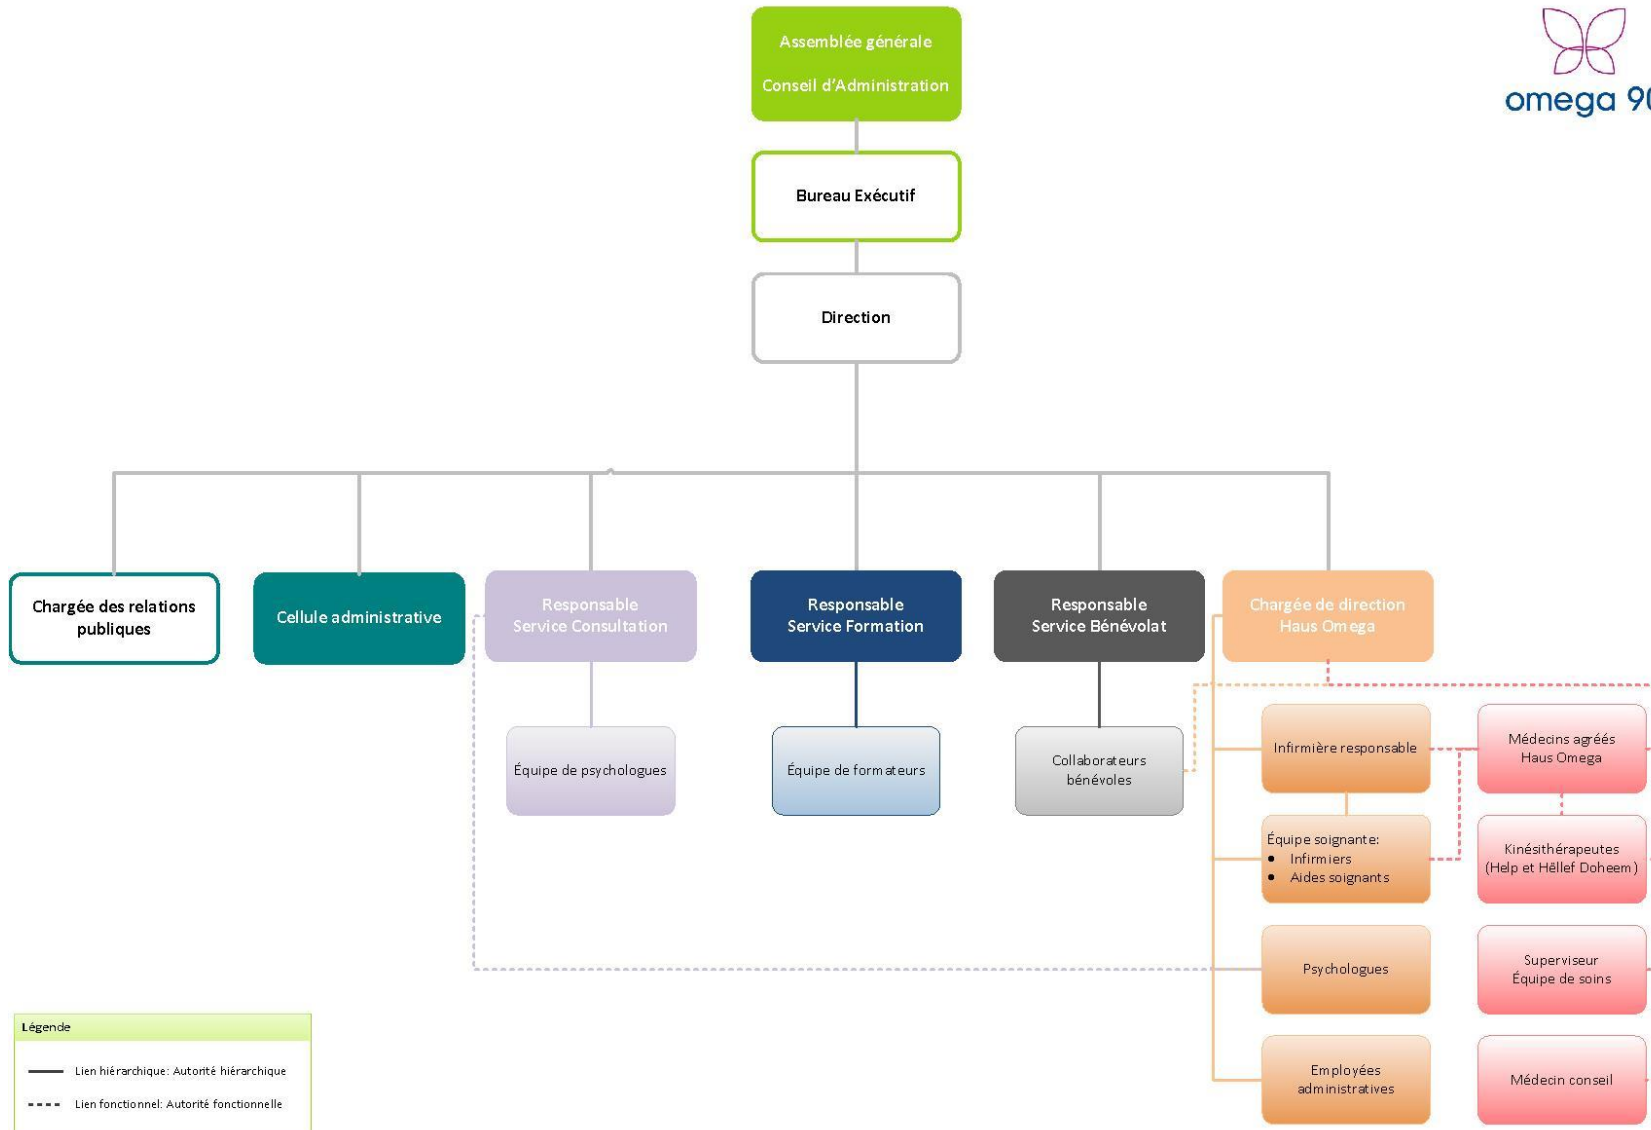 Assemblée générale
Conseil d'Administration
omega 90
Bureau Exécutif
Direction
Chargée des relations
publiques
Cellule administrative
Responsable
Service Consultation
Responsable
Service Formation
Responsable
Service Bénévolat
Chargée de direction
Haus Omega
Équipe de psychologues
Équipe de formateurs
Collaborateurs
bénévoles
Infirmière responsable
Médecins agréés
Haus Omega
Équipe soignante:
• Infirmiers
• Aides soignants
Kinésithérapeutes
(Help et Hëllef Doheem)
Psychologues
Superviseur
Équipe de soins
Employées
administratives
Médecin conseil
Légende
Lien hiérarchique: Autorité hiérarchique
Lien fonctionnel: Autorité fonctionnelle